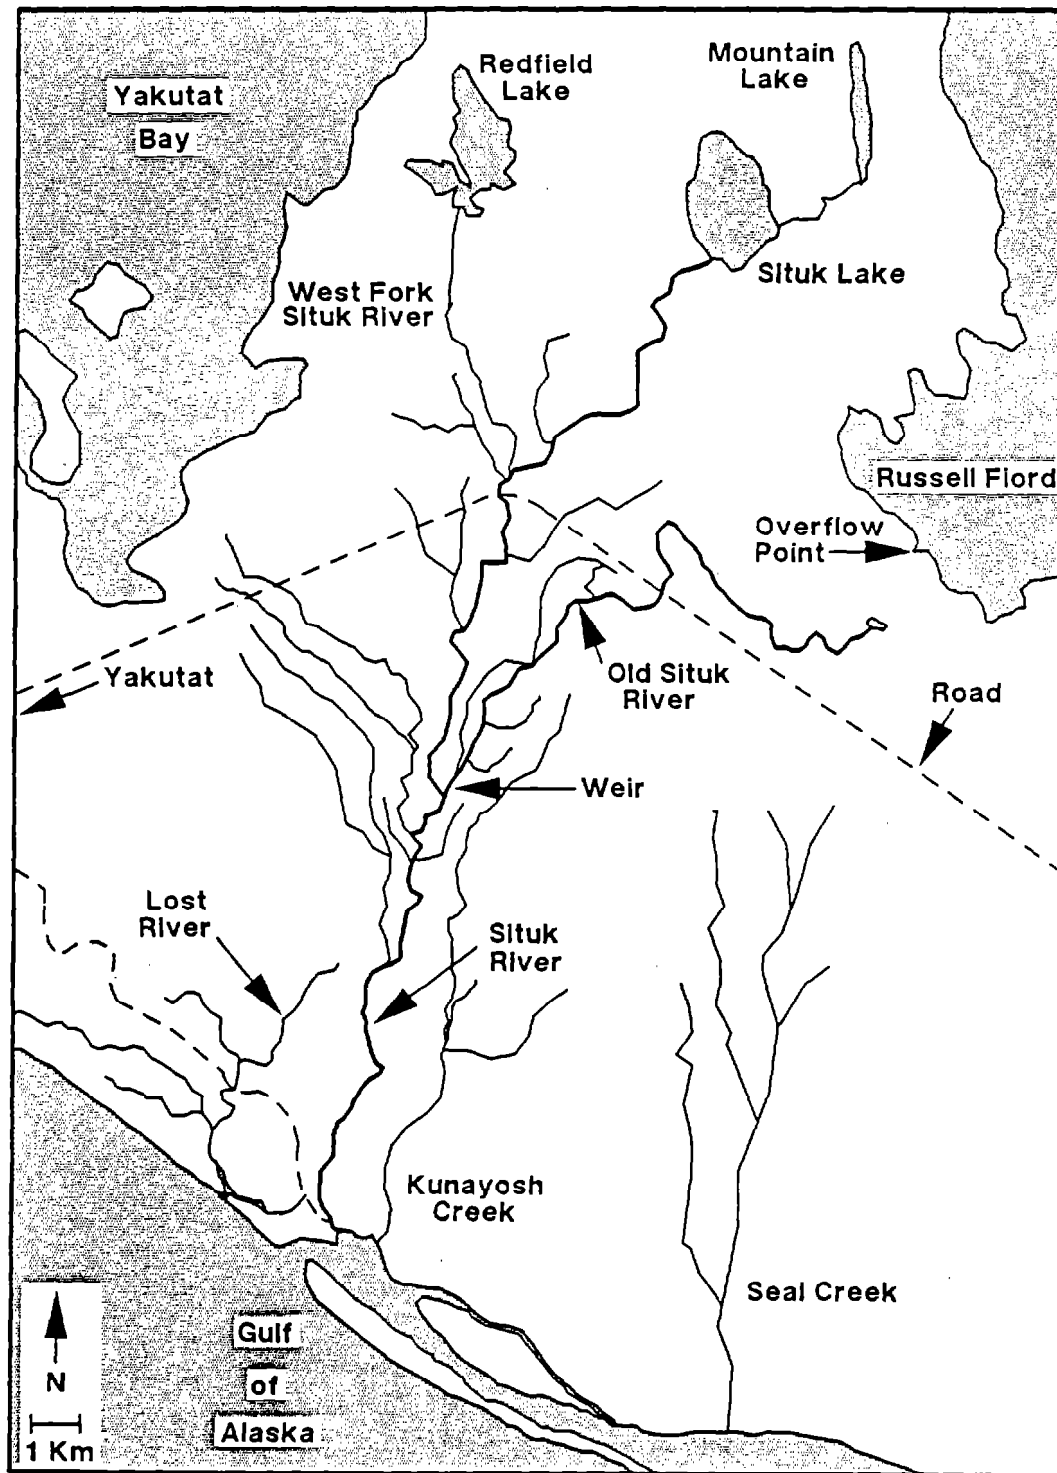 Redfield
Lake
Mountain
Lake
Yakutat
Bay
Situk Lake
West Fork
Situk River
Russell Fiord
Overflow
Point
Old Situk
River
Yakutat
Road
Weir
Lost
River
Situk
River
Kunayosh
Creek
Seal Creek
Gulf
of
Alaska
N
1 Km